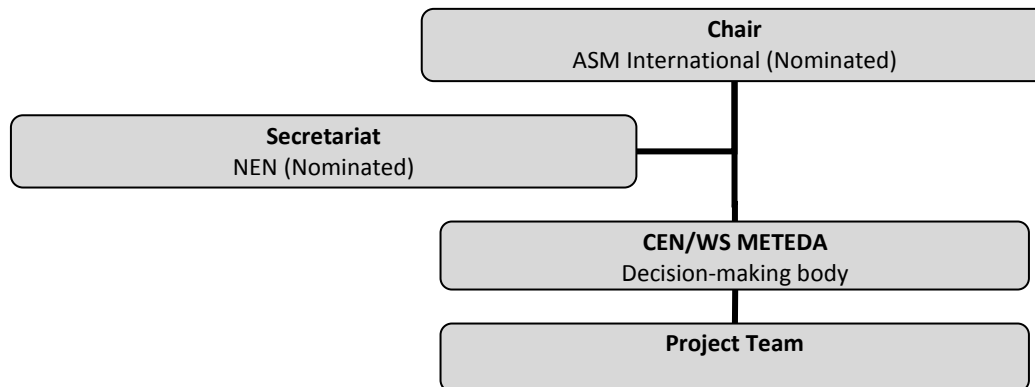 Chair
ASM International (Nominated)
Secretariat
NEN (Nominated)
CEN/WS METEDA
Decision-making body
Project Team